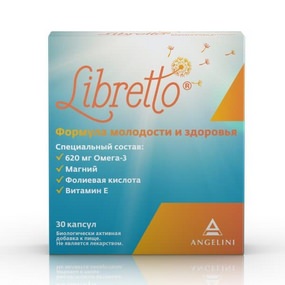 Libretto®
Формула молодости и здоровья
Специальный состав:
620 мг Омега-3
Магний
Фолиевая кислота
Витамин Е
30 капсул
Биологически активная
добавка к пище.
Не является лекарством.
ANGELINI